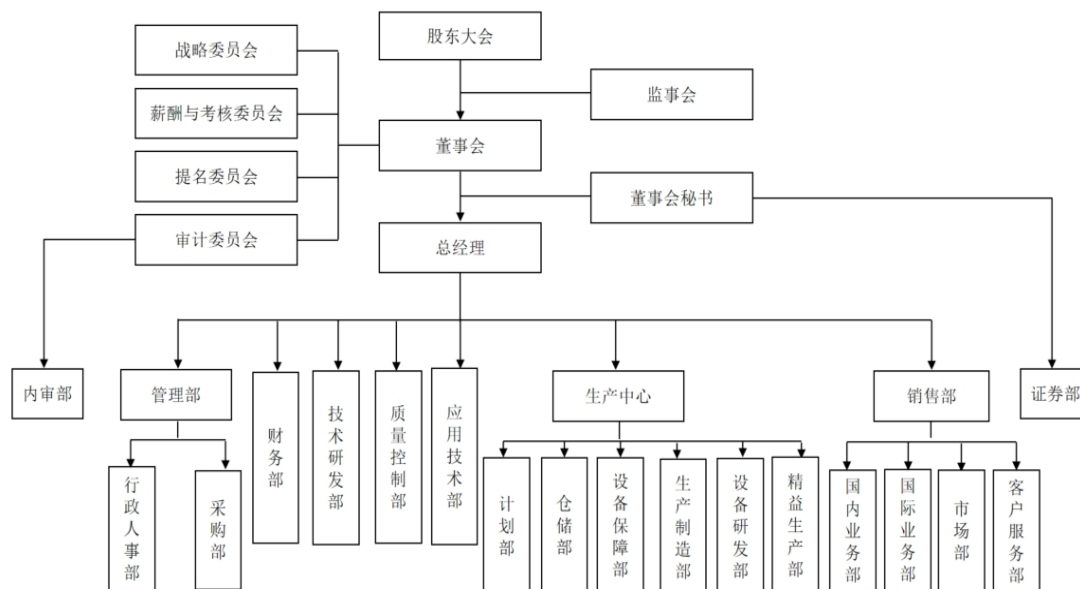 股东大会
战略委员会
监事会
薪酬与考核委员会
董事会
提名委员会
董事会秘书
审计委员会
总经理
内审部
管理部
财务部
技术研发部
质量控制部
应用技术部
生产中心
销售部
证券部
行政人事部
采购部
计划部
仓储部
设备保障部
生产制造部
设备研发部
精益生产部
国内业务部
国际业务部
市场部
客户服务部